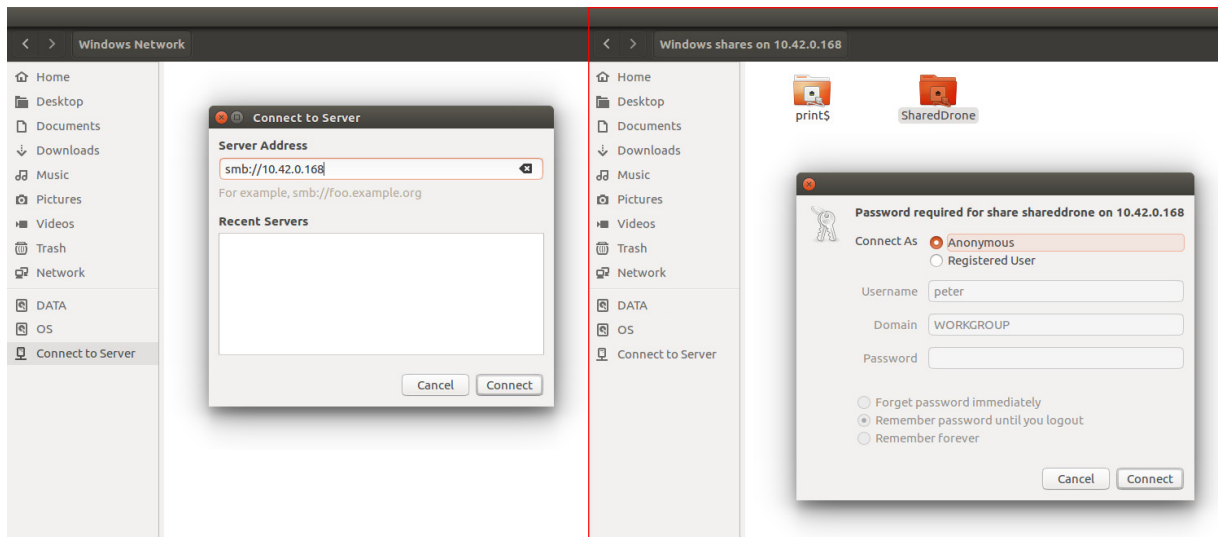 Windows Network
Home
Desktop
Documents
Downloads
Music
Pictures
Videos
Trash
Network
DATA
OS
Connect to Server
Connect to Server
Server Address
smb://10.42.0.168
For example, smb://foo.example.org
Recent Servers
Cancel
Connect
Windows shares on 10.42.0.168
Home
Desktop
Documents
Downloads
Music
Pictures
Videos
Trash
Network
DATA
OS
Connect to Server
print$
SharedDrone
Password required for share shareddrone on 10.42.0.168
Connect As
Anonymous
Registered User
Username
peter
Domain
WORKGROUP
Password
Forget password immediately
Remember password until you logout
Remember forever
Cancel
Connect